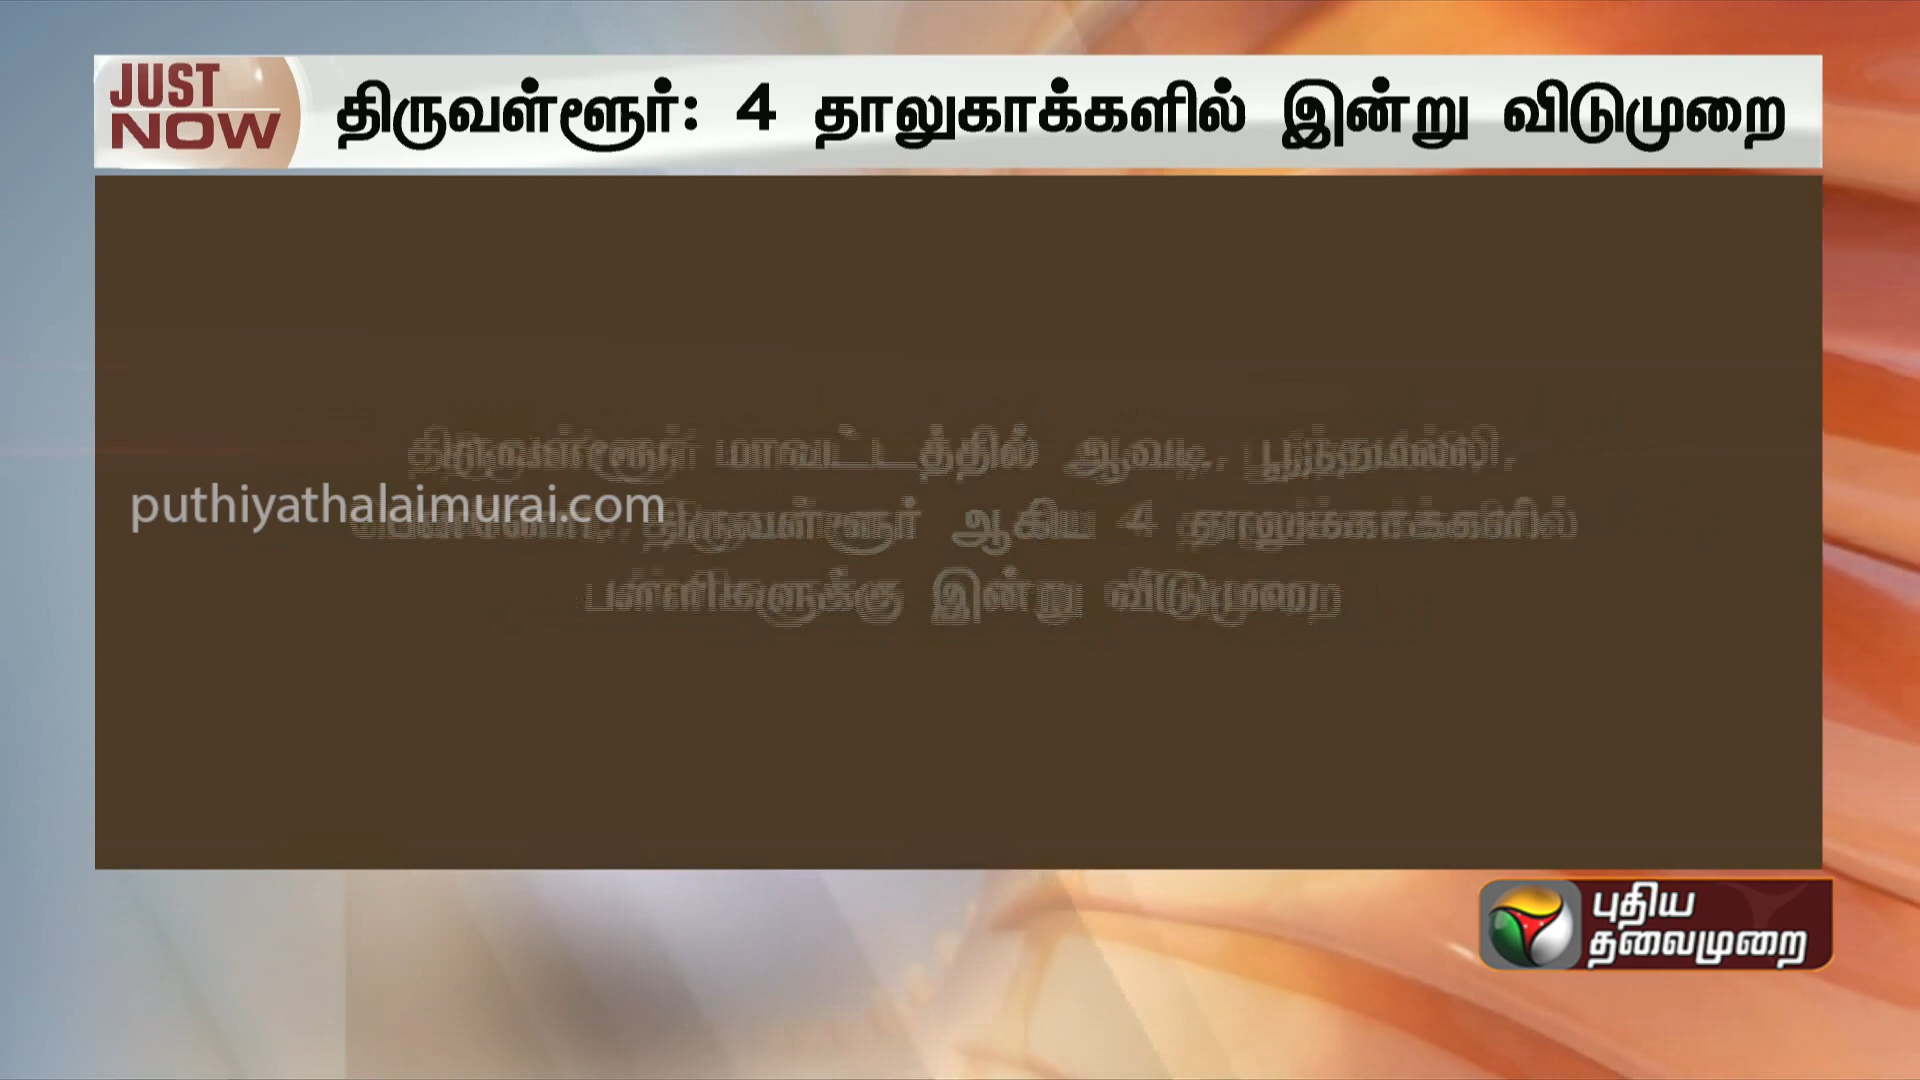 JUST
NOW
திருவள்ளூர்: 4 தாலுகாக்களில் இன்று விடுமுறை
திருவள்ளூர் மாவட்டத்தில் ஆவடி, பூந்தமல்லி,
puthiyathalaimurai.com
திருவள்ளூர் ஆகிய 4 தாலுக்காக்களில்
பள்ளிகளுக்கு இன்று விடுமுறை
புதிய
தலைமுறை